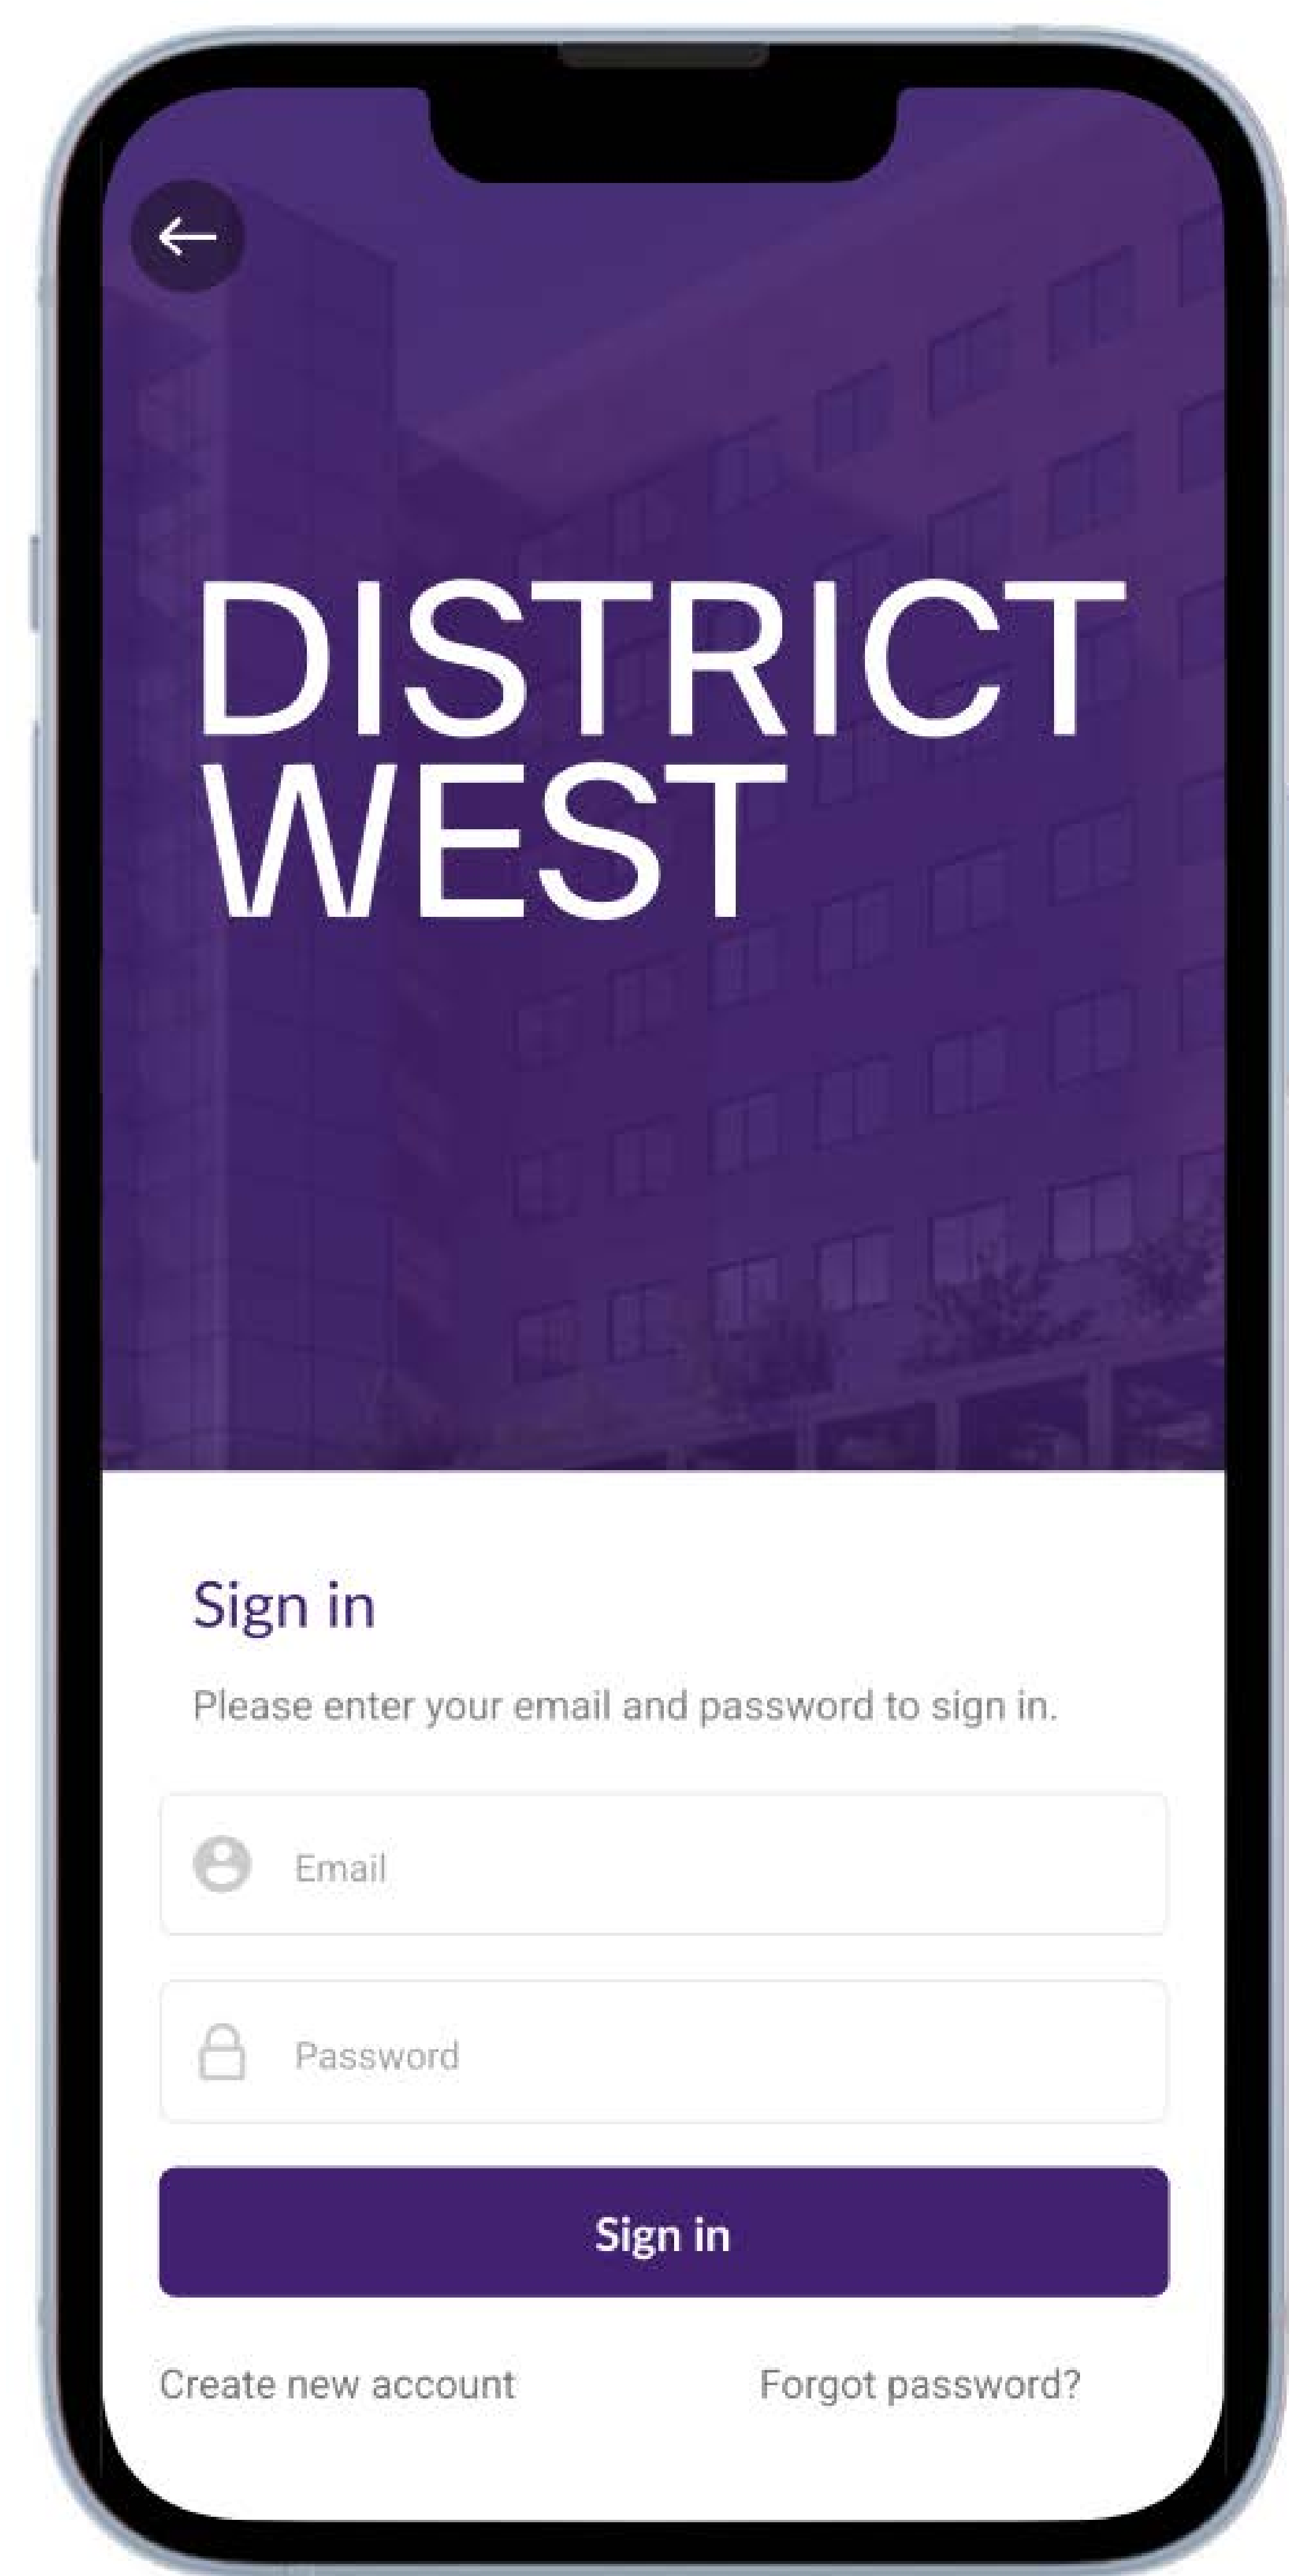 DISTRICT
WEST
Sign in
Please enter your email and password to sign in.
Email
Password
Sign in
Create new account
Forgot password?